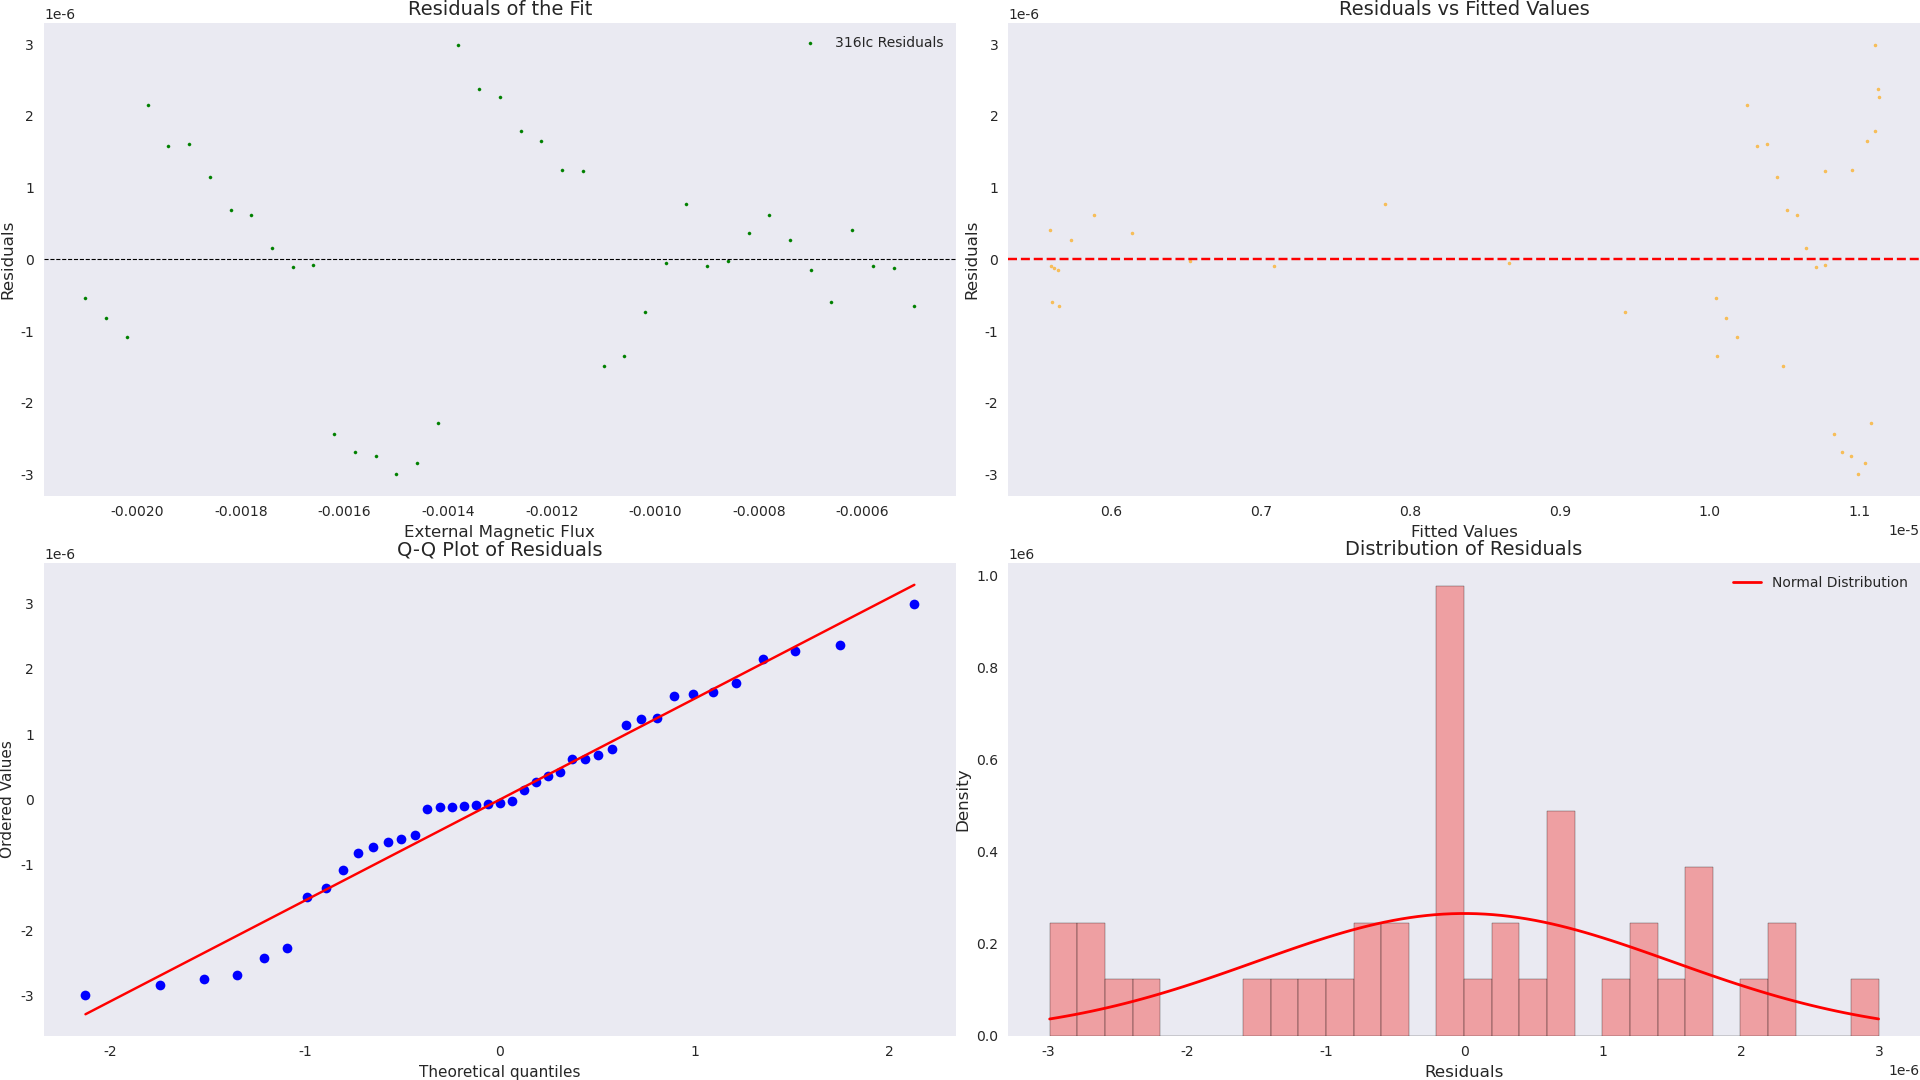 Residuals of the Fit
1e-6
316Ic Residuals
3
2
1
0
-1
-2
-3
Residuals
-0.0020 -0.0018 -0.0016 -0.0014 -0.0012 -0.0010 -0.0008 -0.0006
External Magnetic Flux
Residuals vs Fitted Values
1e-6
3
2
1
0
-1
-2
-3
Residuals
0.6 0.7 0.8 0.9 1.0 1.1
1e-5
Fitted Values
Q-Q Plot of Residuals
1e-6
3
2
1
0
-1
-2
-3
Ordered Values
-2 -1 0 1 2
Theoretical quantiles
Distribution of Residuals
1e6
Normal Distribution
1.0
0.8
0.6
0.4
0.2
0.0
Density
-3 -2 -1 0 1 2 3
1e-6
Residuals